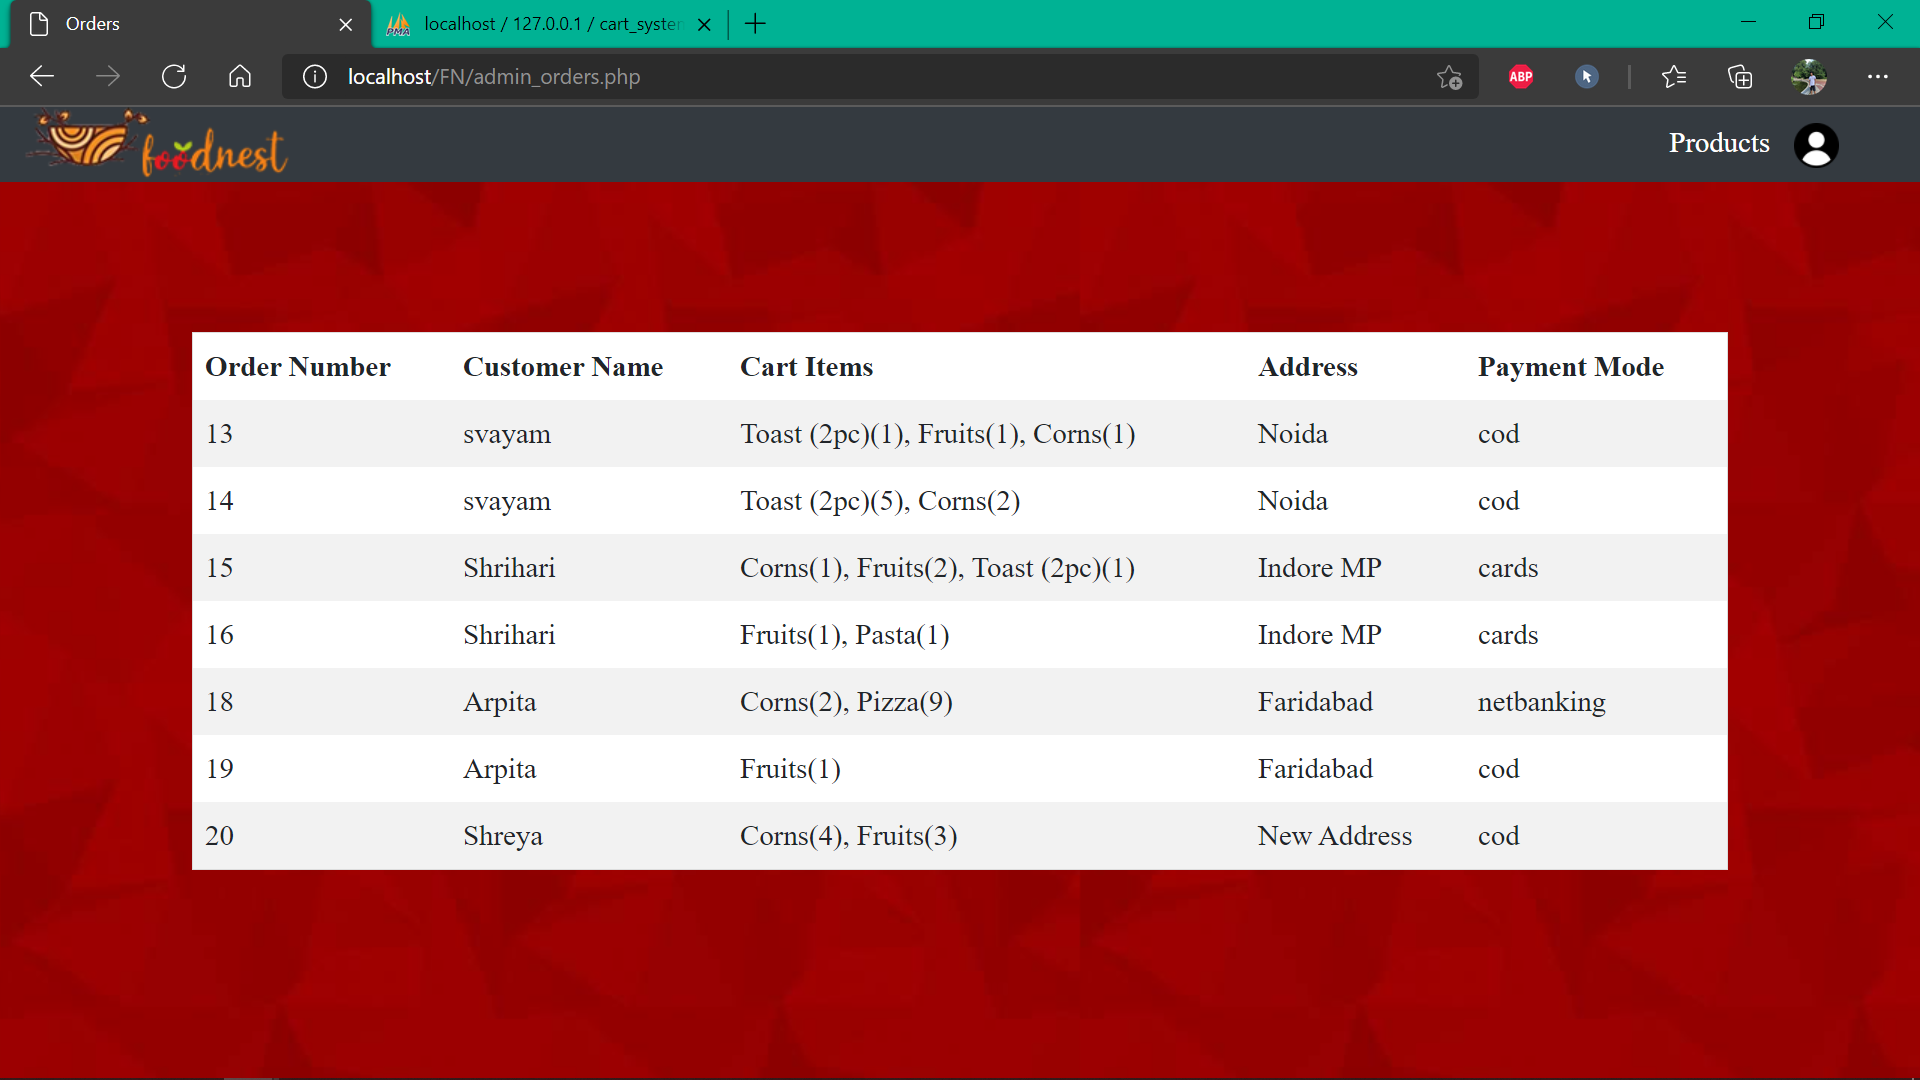 Orders
localhost / 127.0.0.1 / cart_system
localhost/FN/admin_orders.php
ABP
foodnest
Products
Order Number Customer Name Cart Items Address Payment Mode
13 svayam Toast (2pc)(1), Fruits(1), Corns(1) Noida cod
14 svayam Toast (2pc)(5), Corns(2) Noida cod
15 Shrihari Corns(1), Fruits(2), Toast (2pc)(1) Indore MP cards
16 Shrihari Fruits(1), Pasta(1) Indore MP cards
18 Arpita Corns(2), Pizza(9) Faridabad netbanking
19 Arpita Fruits(1) Faridabad cod
20 Shreya Corns(4), Fruits(3) New Address cod